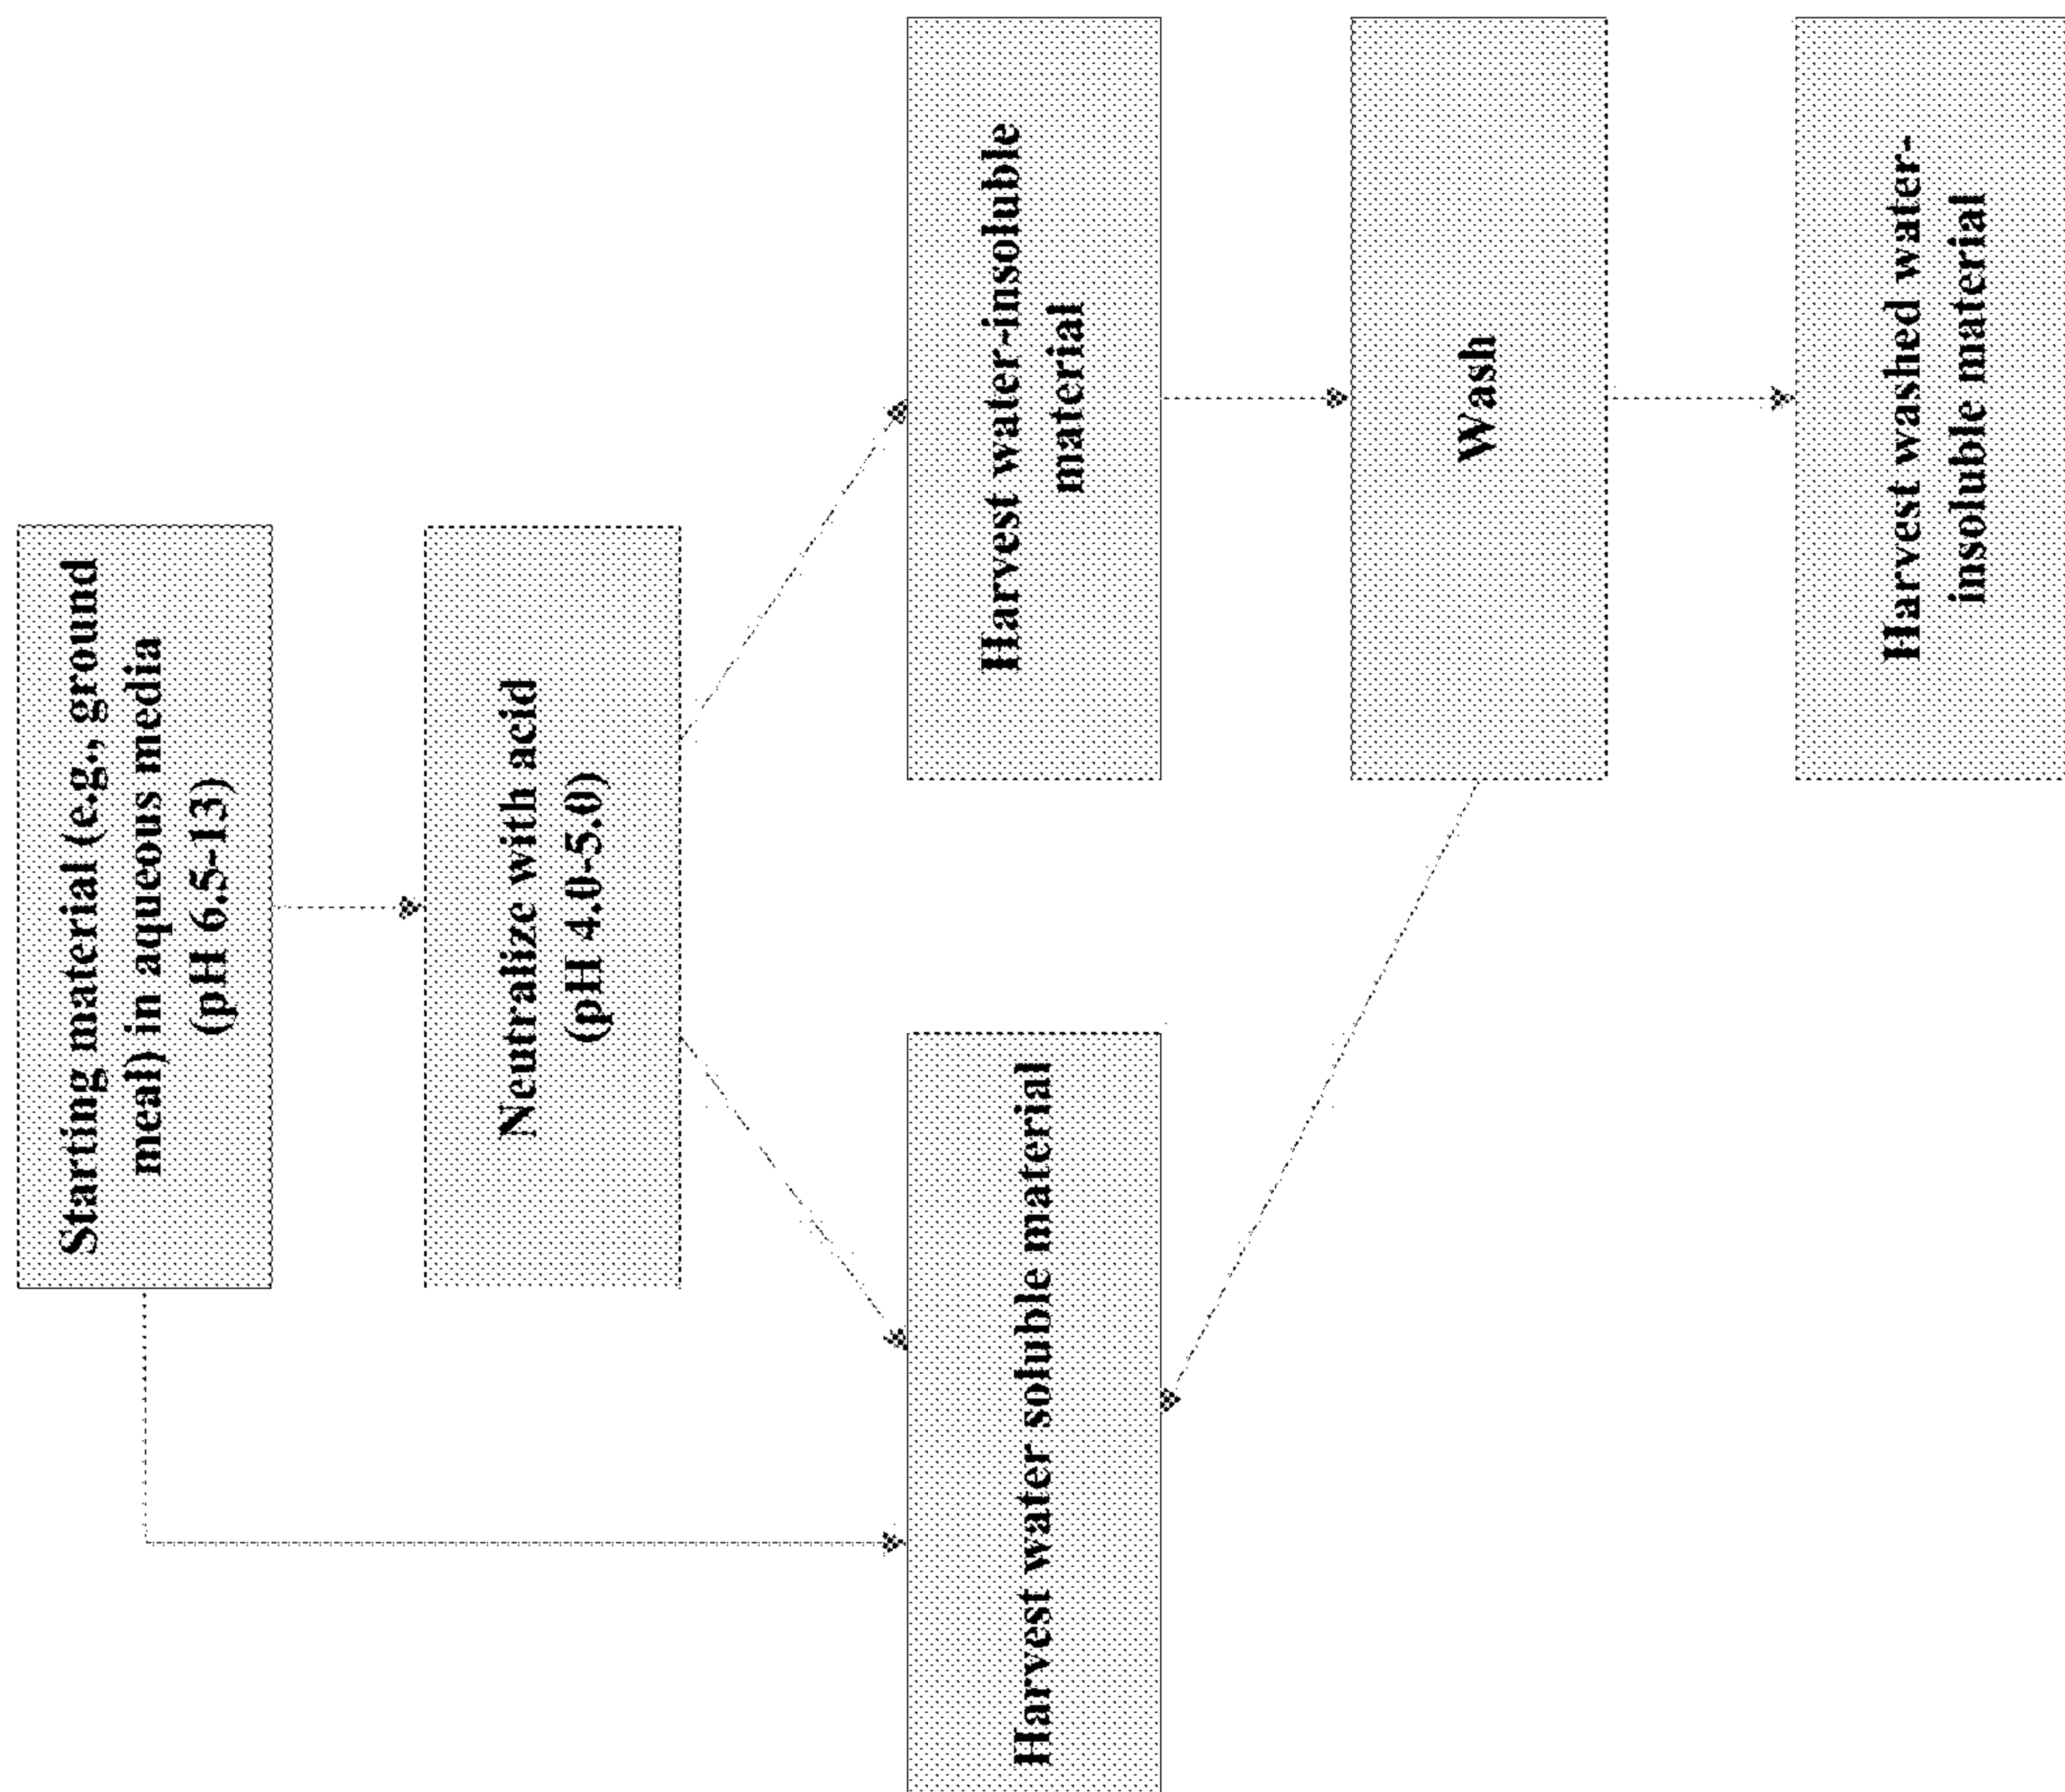 Starting material (e.g., ground
meal) in aqueous media
(pH 6.5-13)
Neutralize with acid
(pH 4.0-5.0)
Harvest water soluble material
Harvest water-insoluble
material
Wash
Harvest washed water-
insoluble material